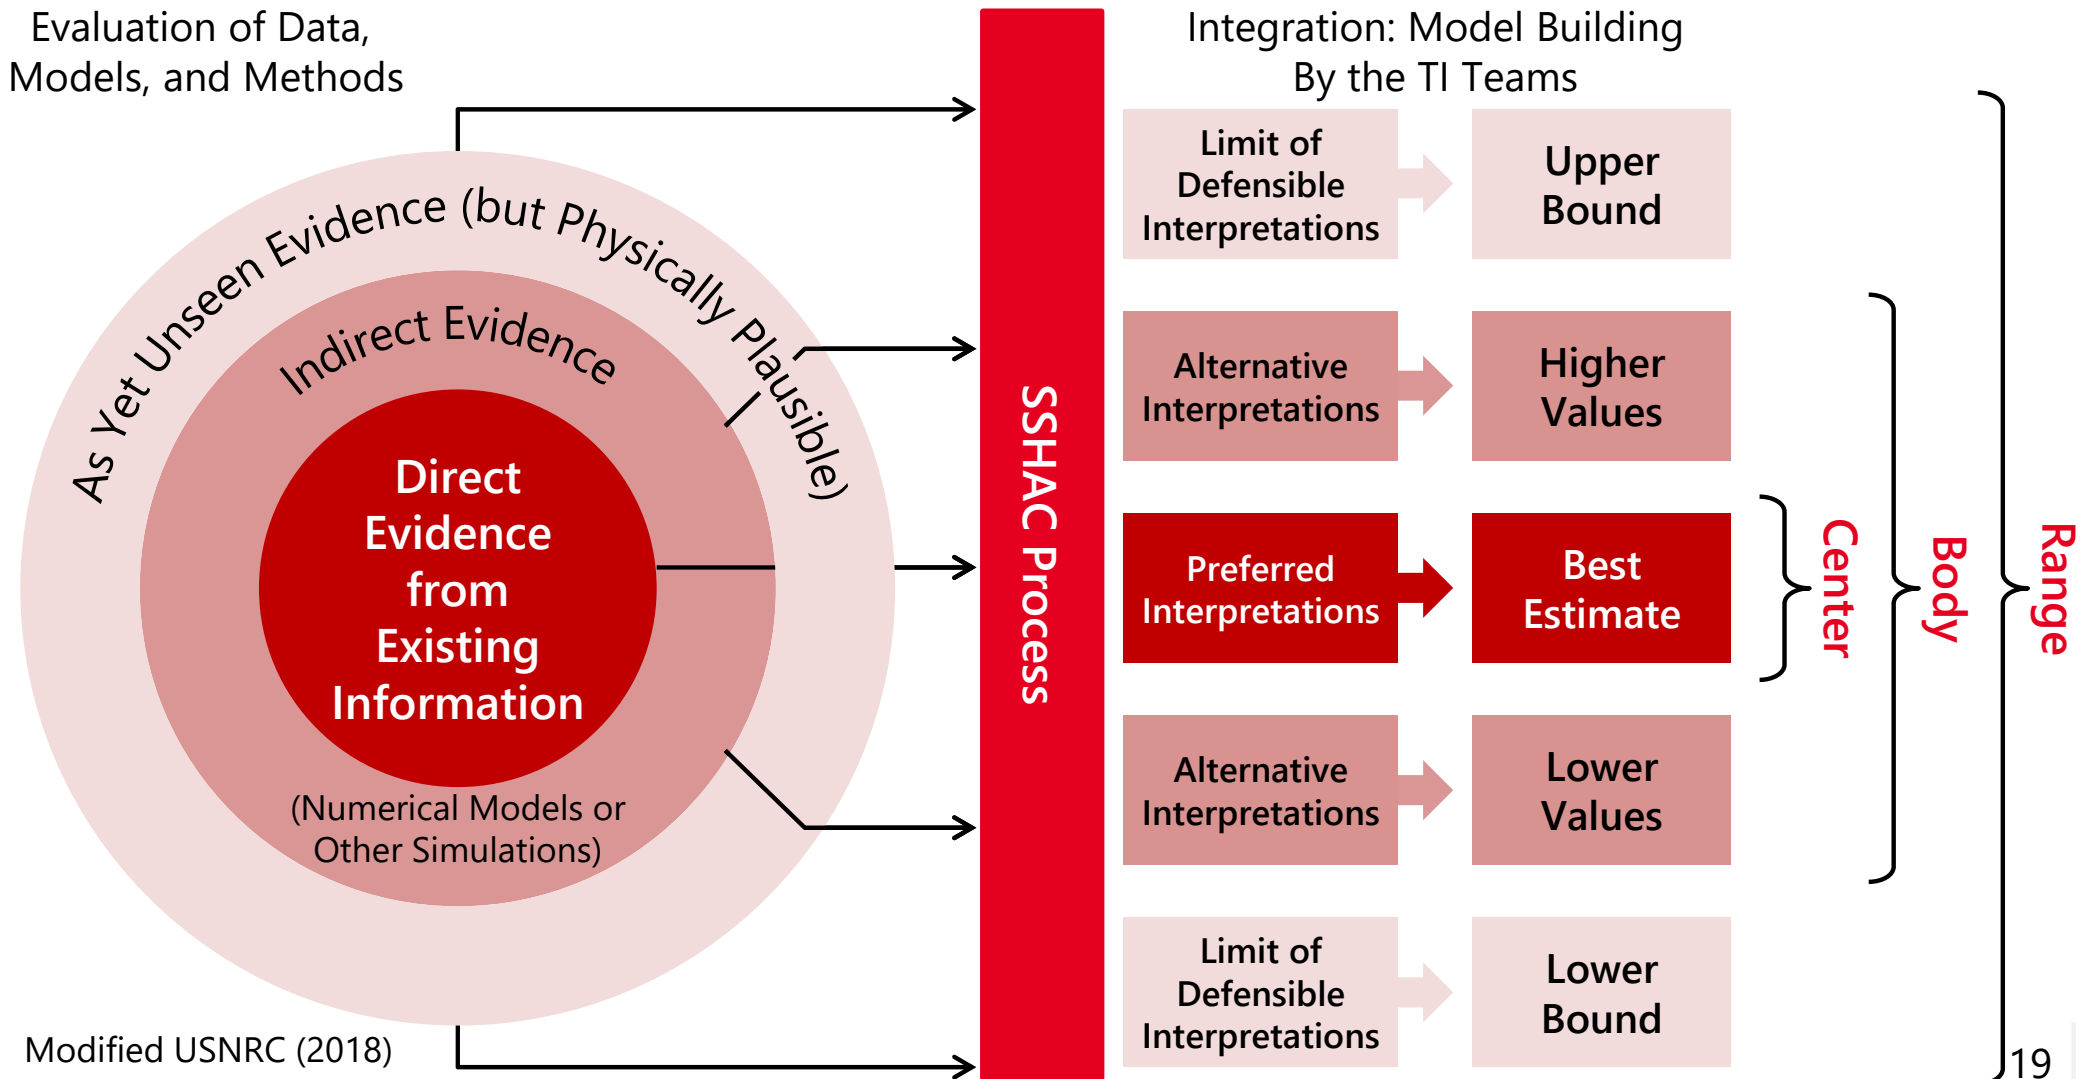 Evaluation of Data,
Models, and Methods
As Yet Unseen Evidence (but Physically Plausible)
Indirect Evidence
Direct
Evidence
from
Existing
Information
(Numerical Models or
Other Simulations)
Modified USNRC (2018)
SSHAC Process
Integration: Model Building
By the TI Teams
Limit of
Defensible
Interpretations
Upper
Bound
Alternative
Interpretations
Higher
Values
Preferred
Interpretations
Best
Estimate
Alternative
Interpretations
Lower
Values
Limit of
Defensible
Interpretations
Lower
Bound
Center
Body
Range
19